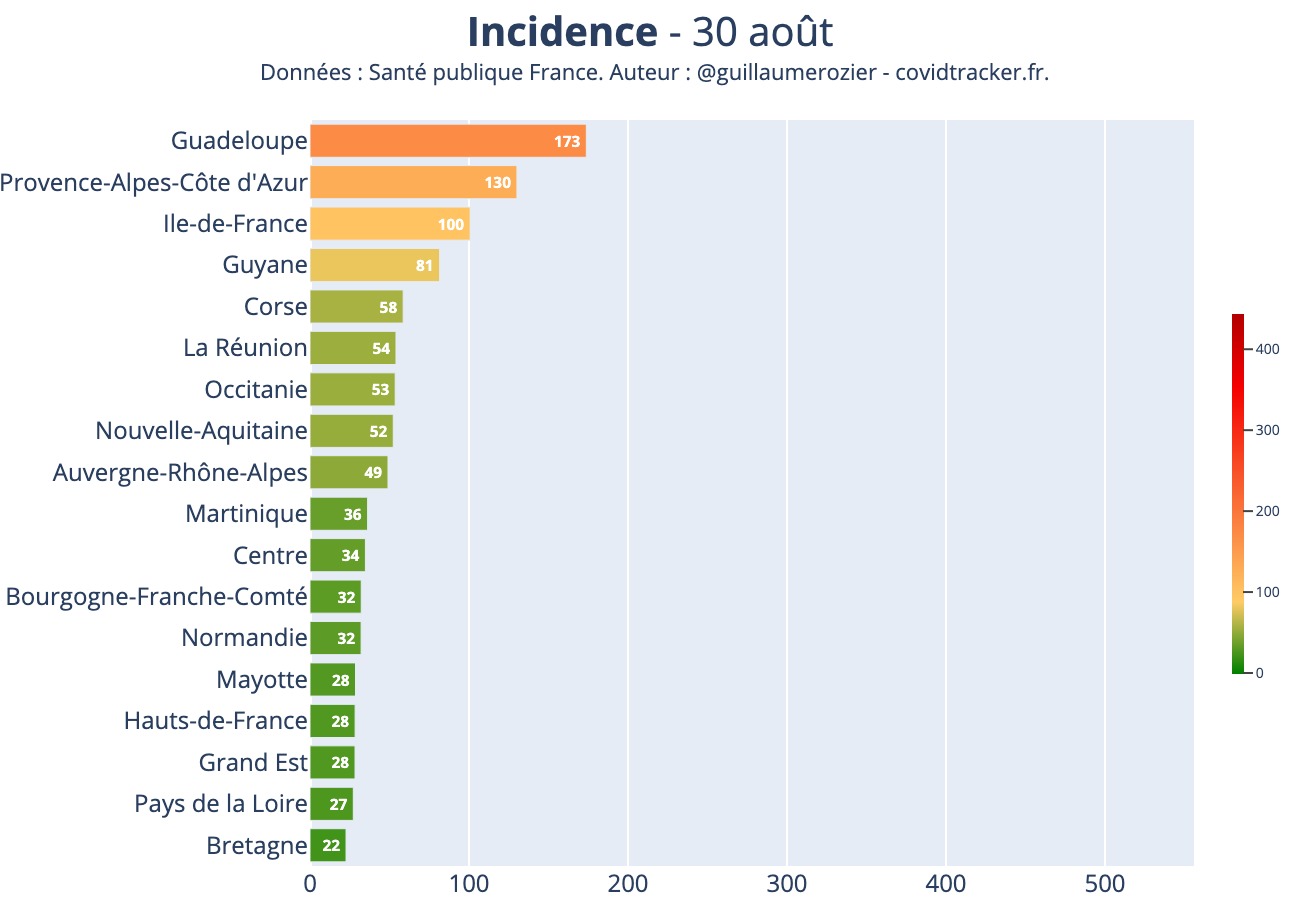 Incidence - 30 août
Données : Santé publique France. Auteur : @guillaumerozier - covidtracker.fr.
Guadeloupe 173
Provence-Alpes-Côte d'Azur 130
Ile-de-France 100
Guyane 81
Corse 58
La Réunion 54
Occitanie 53
Nouvelle-Aquitaine 52
Auvergne-Rhône-Alpes 49
Martinique 36
Centre 34
Bourgogne-Franche-Comté 32
Normandie 32
Mayotte 28
Hauts-de-France 28
Grand Est 28
Pays de la Loire 27
Bretagne 22
0 100 200 300 400 500
400
300
200
100
0